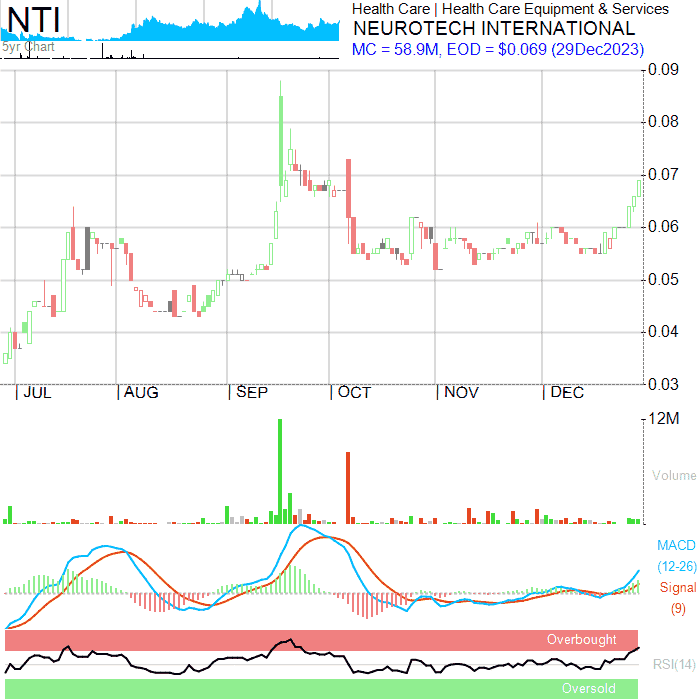 NTI
5yr Chart
Health Care | Health Care Equipment & Services
NEUROTECH INTERNATIONAL
MC = 58.9M, EOD = $0.069 (29Dec2023)
0.09
0.08
0.07
0.06
0.05
0.04
0.03
JUL AUG SEP OCT NOV DEC
12M
Volume
MACD
(12-26)
Signal
(9)
Overbought
RSI(14)
Oversold